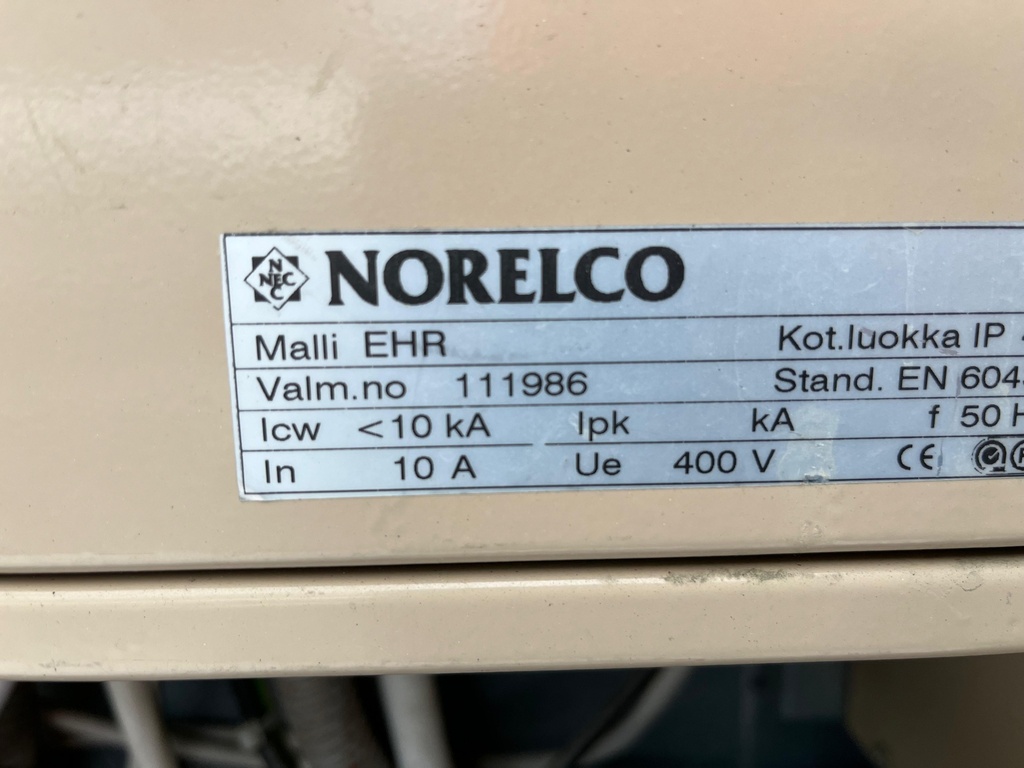 NEC NORELCO
Malli EHR Kot.luokka IP
Valm.no 111986 Stand. EN
Icw <10 kA Ipk kA f 50
In 10 A Ue 400 V CE